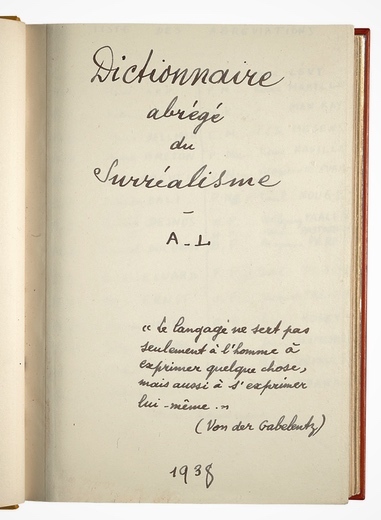 Dictionnaire
abrégé
du
Surréalisme
–
A-L
« Le langage ne sert pas
seulement à l'homme à
exprimer quelque chose,
mais aussi à s'exprimer
lui-même. »
(Von der Gabelentz)
1938